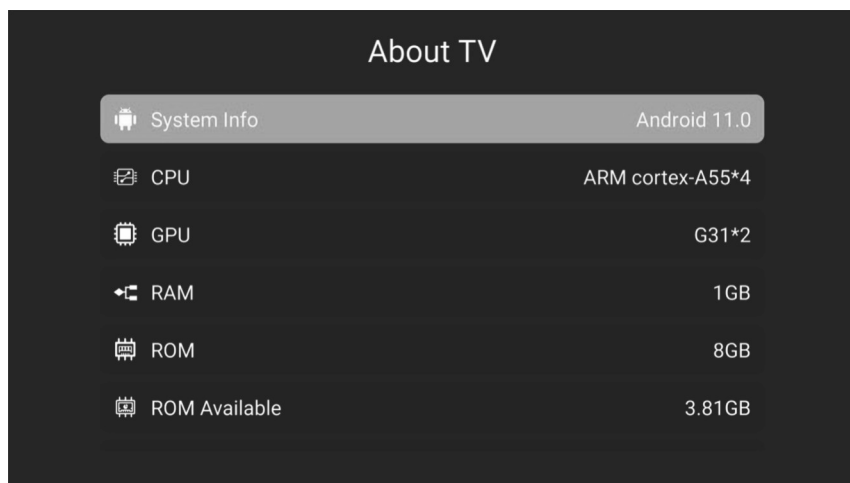 About TV
System Info Android 11.0
CPU ARM cortex-A55*4
GPU G31*2
RAM 1GB
ROM 8GB
ROM Available 3.81GB